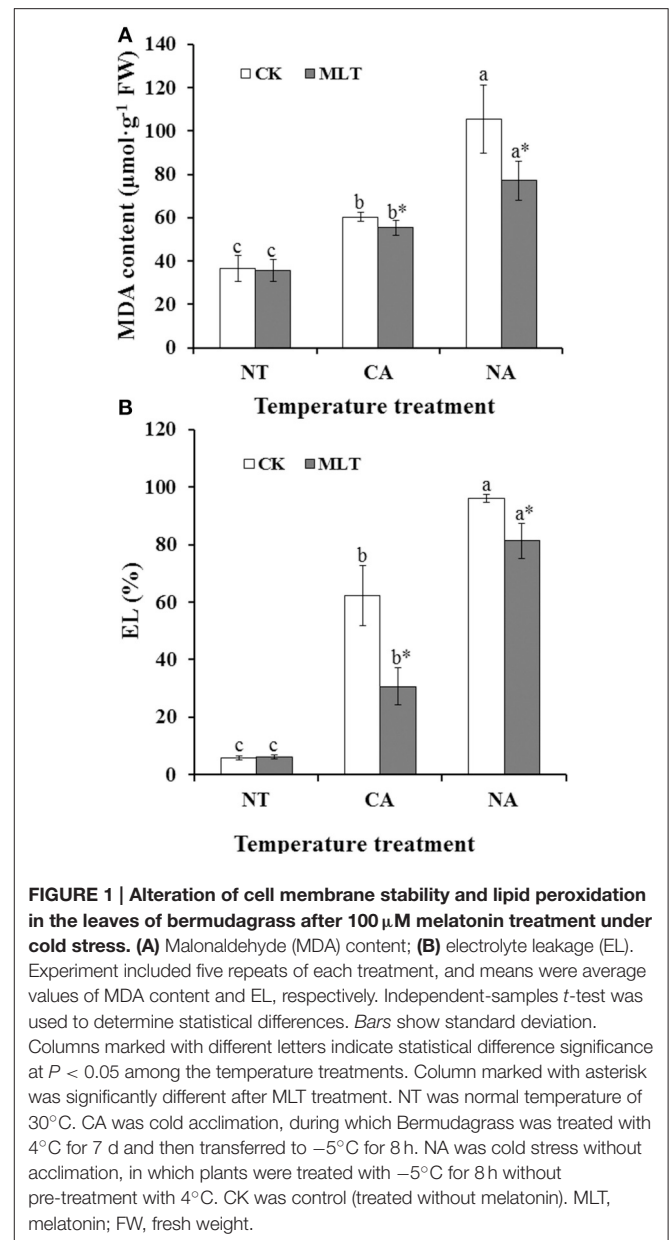 A
140
120
100
80
60
40
20
0
MDA content (μmol·g⁻¹ FW)
CK MLT
c c
b b*
a
a*
NT CA NA
Temperature treatment
B
120
100
80
60
40
20
0
EL (%)
CK MLT
c c
b
b*
a
a*
NT CA NA
Temperature treatment
FIGURE 1 | Alteration of cell membrane stability and lipid peroxidation
in the leaves of bermudagrass after 100 μM melatonin treatment under
cold stress. (A) Malonaldehyde (MDA) content; (B) electrolyte leakage (EL).
Experiment included five repeats of each treatment, and means were average
values of MDA content and EL, respectively. Independent-samples t-test was
used to determine statistical differences. Bars show standard deviation.
Columns marked with different letters indicate statistical difference significance
at P < 0.05 among the temperature treatments. Column marked with asterisk
was significantly different after MLT treatment. NT was normal temperature of
30°C. CA was cold acclimation, during which Bermudagrass was treated with
4°C for 7 d and then transferred to −5°C for 8 h. NA was cold stress without
acclimation, in which plants were treated with −5°C for 8 h without
pre-treatment with 4°C. CK was control (treated without melatonin). MLT,
melatonin; FW, fresh weight.